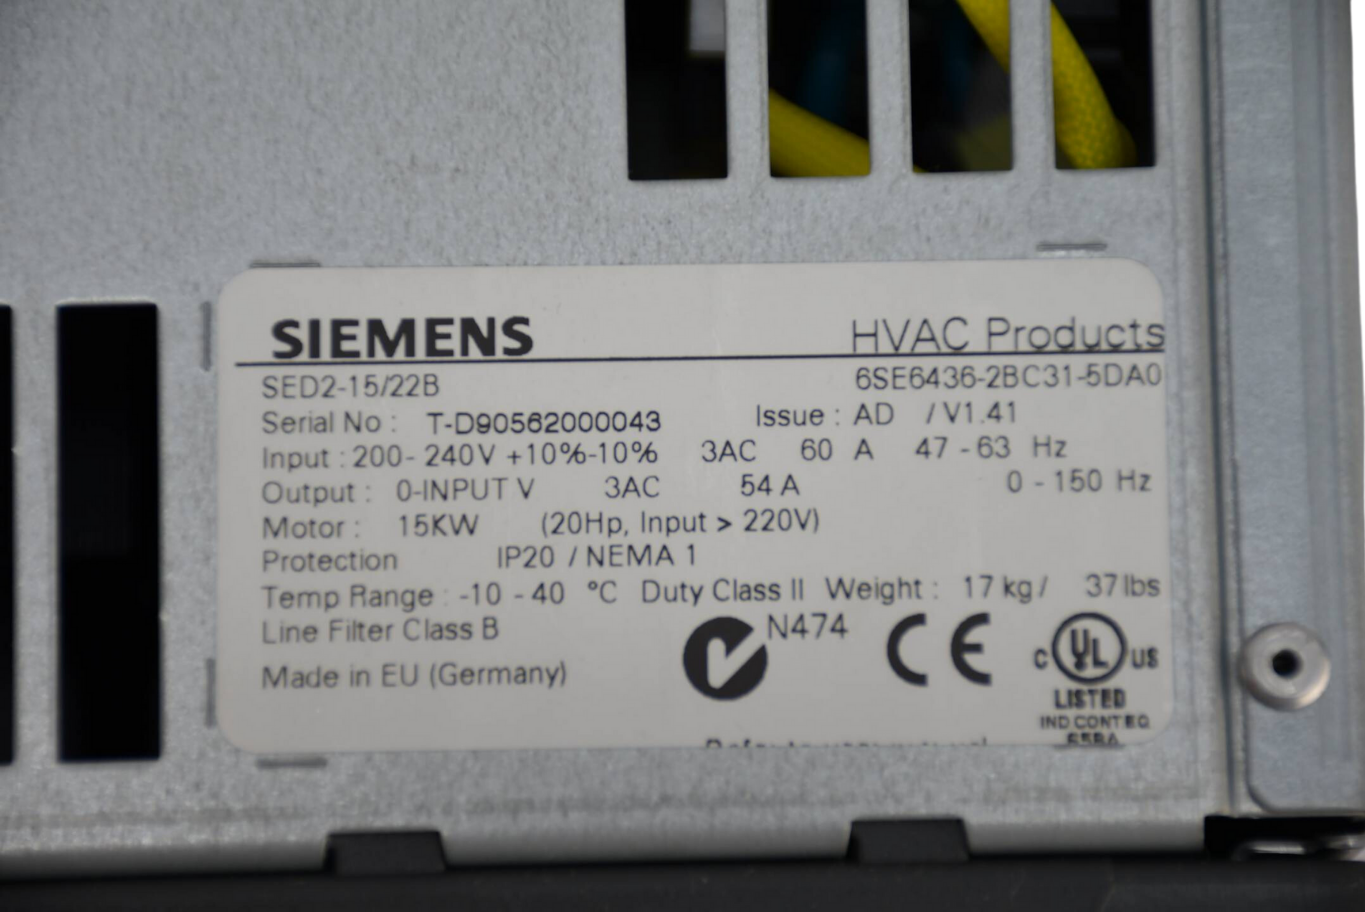 SIEMENS HVAC Products
SED2-15/22B 6SE6436-2BC31-5DA0
Serial No : T-D90562000043 Issue : AD / V1.41
Input : 200- 240V +10%-10% 3AC 60 A 47 - 63 Hz
Output : 0-INPUT V 3AC 54 A 0 - 150 Hz
Motor : 15KW (20Hp, Input > 220V)
Protection IP20 / NEMA 1
Temp Range : -10 - 40 °C Duty Class II Weight : 17 kg / 37 lbs
Line Filter Class B N474 CE C UL US
Made in EU (Germany)
LISTED
IND CONT EQ